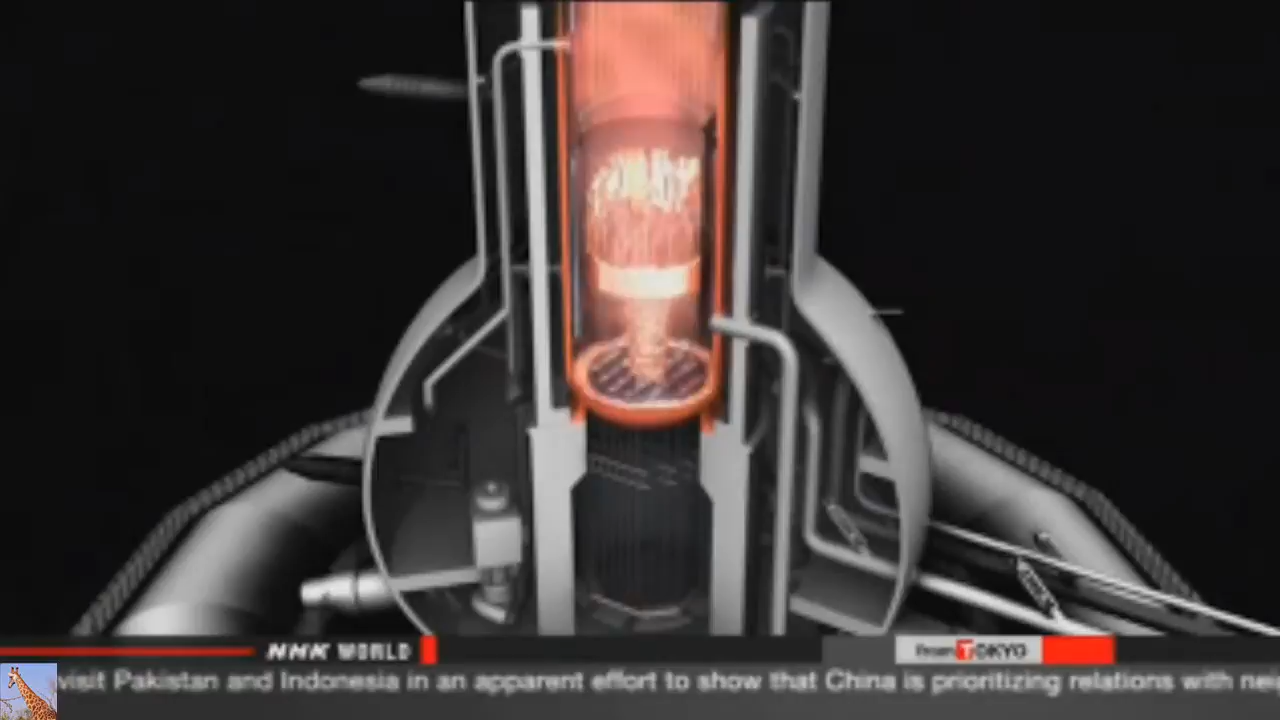 NHK WORLD
from TOKYO
visit Pakistan and Indonesia in an apparent effort to show that China is prioritizing relations with nei